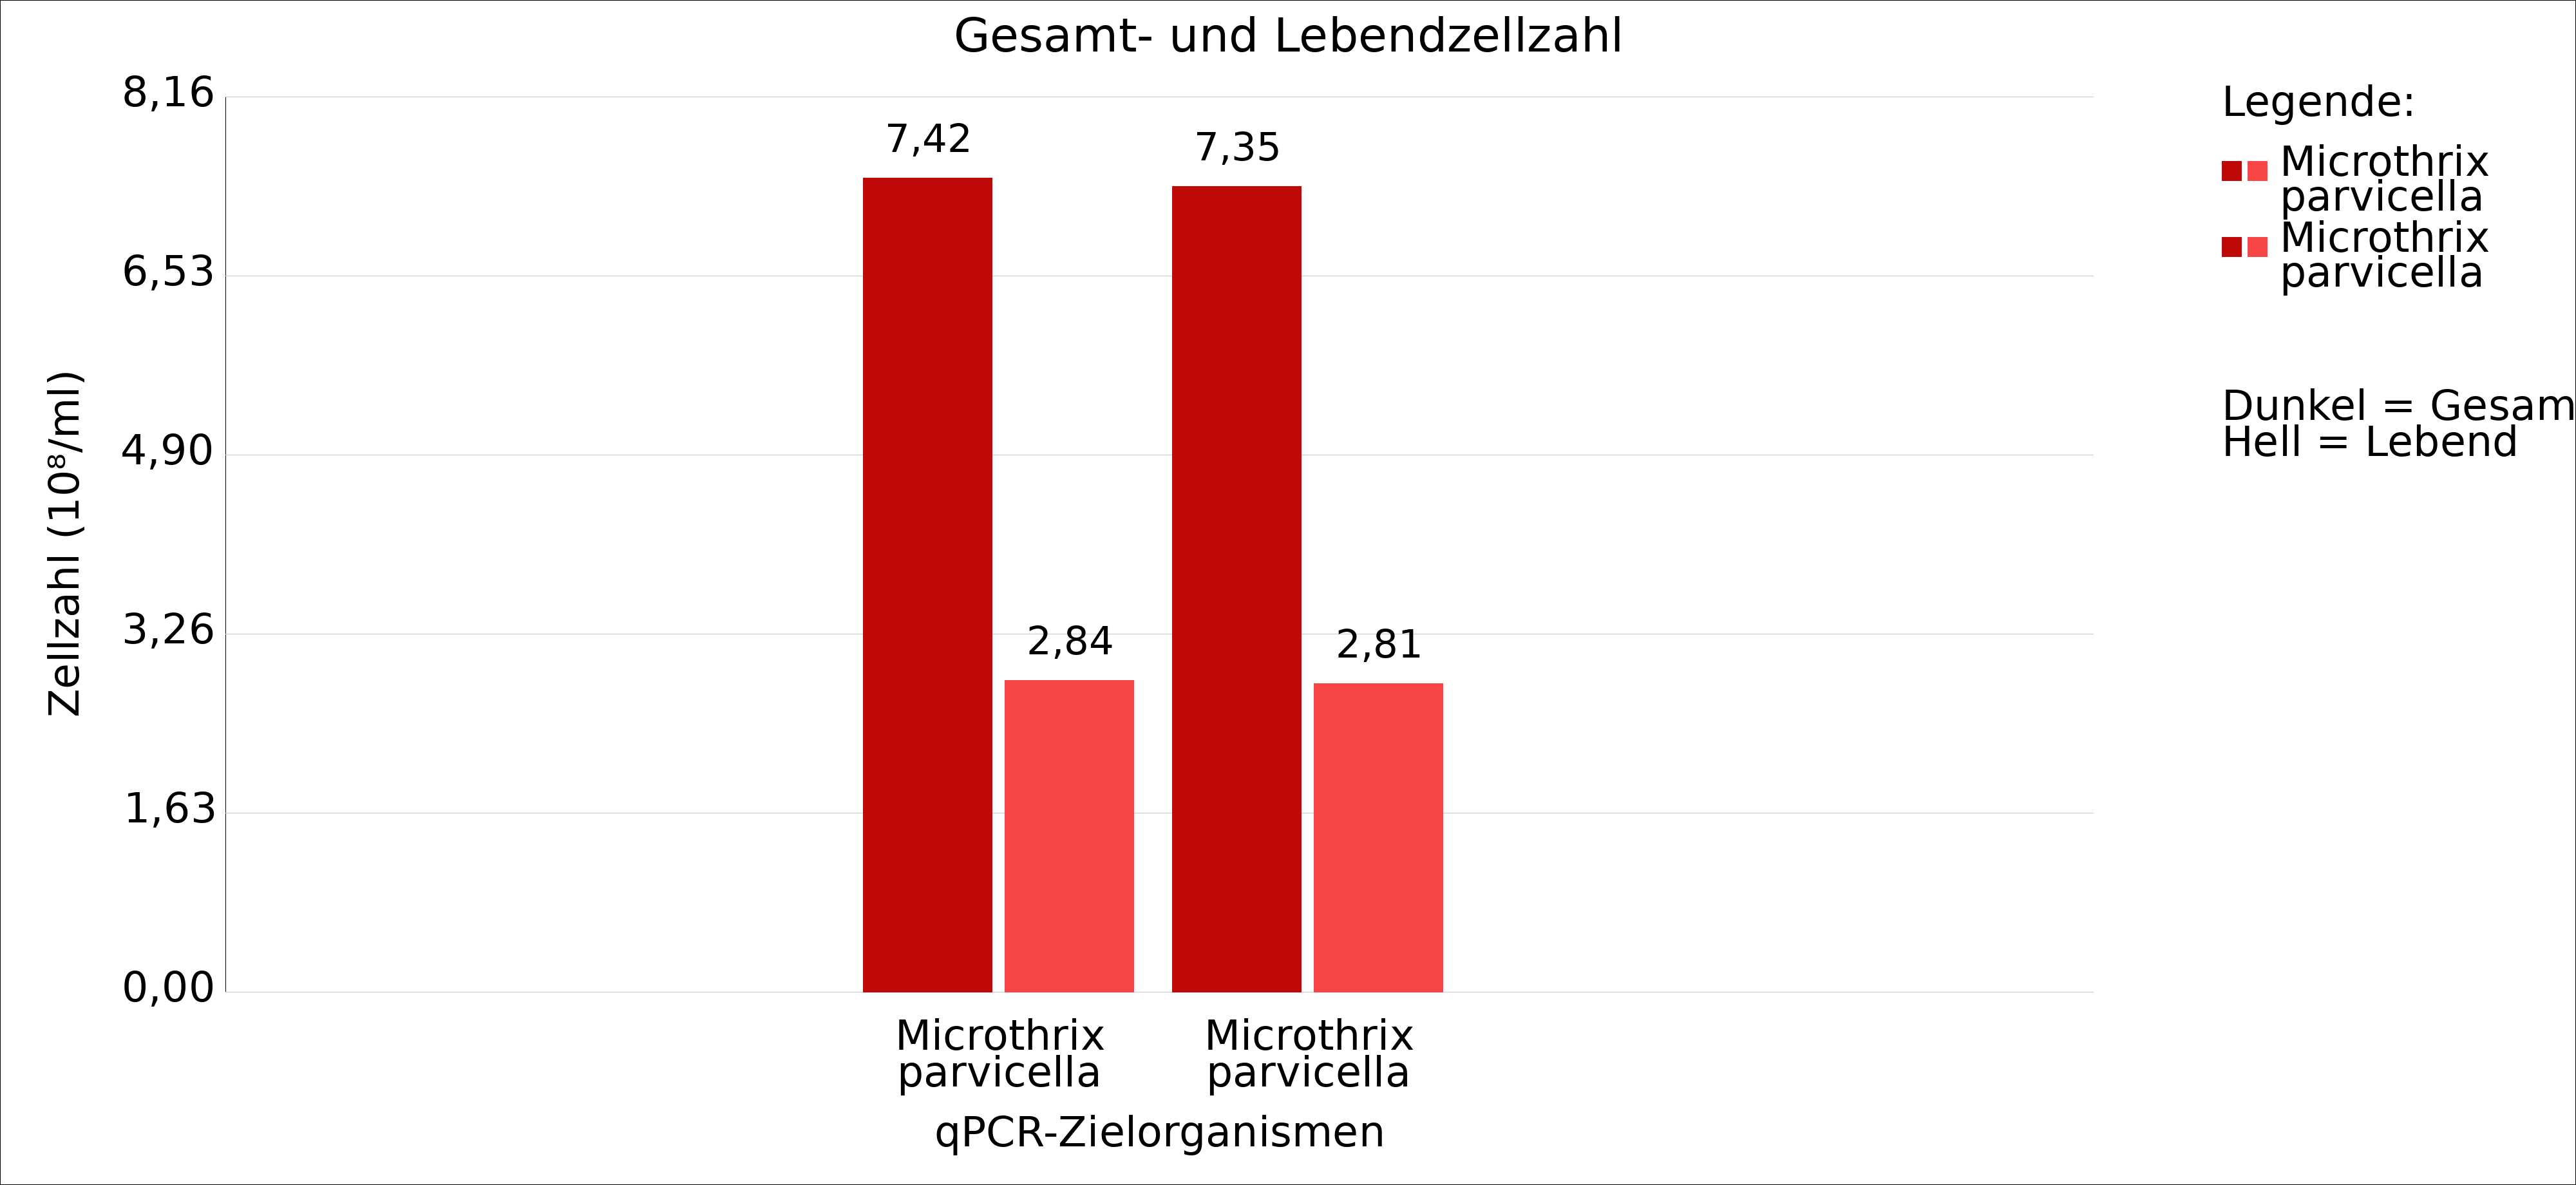 Gesamt- und Lebendzellzahl
8,16
6,53
4,90
3,26
1,63
0,00
Zellzahl (10⁸/ml)
7,42
2,84
7,35
2,81
Microthrix
parvicella
Microthrix
parvicella
qPCR-Zielorganismen
Legende:
Microthrix
parvicella
Microthrix
parvicella
Dunkel = Gesam
Hell = Lebend